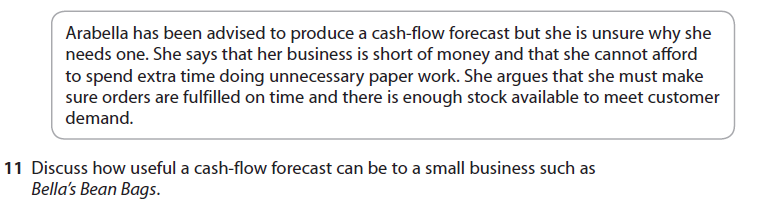 Arabella has been advised to produce a cash-flow forecast but she is unsure why she
needs one. She says that her business is short of money and that she cannot afford
to spend extra time doing unnecessary paper work. She argues that she must make
sure orders are fulfilled on time and there is enough stock available to meet customer
demand.
11 Discuss how useful a cash-flow forecast can be to a small business such as
Bella's Bean Bags.